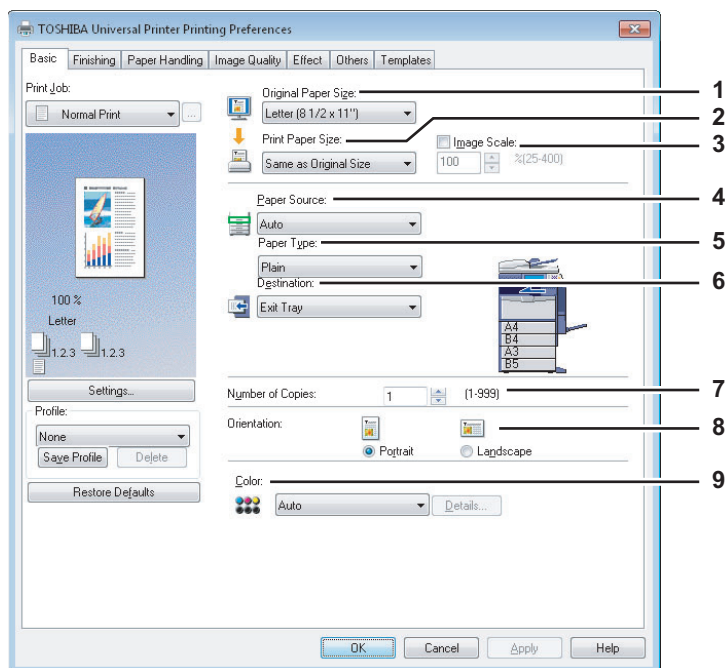 TOSHIBA Universal Printer Printing Preferences
Basic Finishing Paper Handling Image Quality Effect Others Templates
Print Job:
Normal Print
...
100 %
Letter
1.2.3 1.2.3
Settings...
Profile:
None
Save Profile Delete
Restore Defaults
Original Paper Size: 1
Letter (8 1/2 x 11")
2
Print Paper Size: Image Scale: 3
Same as Original Size 100 %(25-400)
Paper Source: 4
Auto
Paper Type: 5
Plain
Destination: 6
Exit Tray
A4
B4
A3
B5
Number of Copies: 1 (1-999) 7
Orientation: 8
Portrait Landscape
Color: 9
Auto Details...
OK Cancel Apply Help